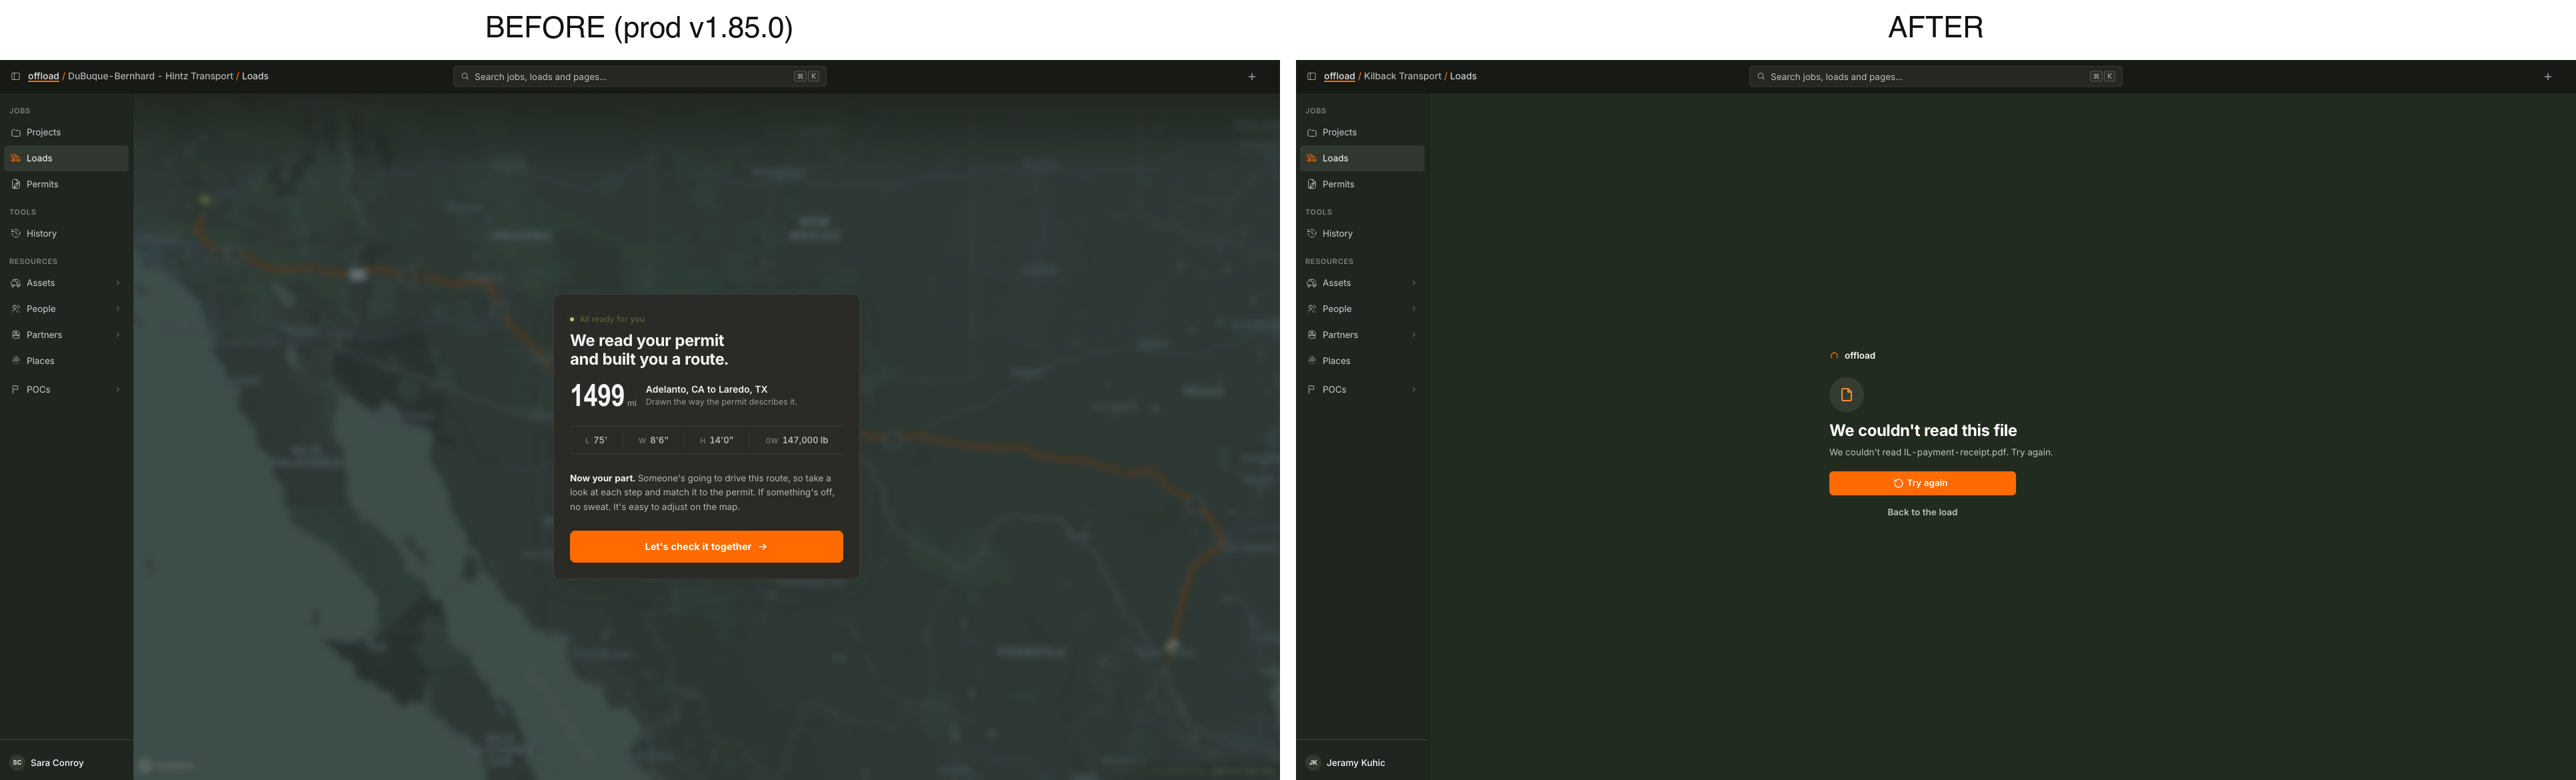 BEFORE (prod v1.85.0)
offload / DuBuque-Bernhard - Hintz Transport / Loads
Search jobs, loads and pages...
⌘ K
JOBS
Projects
Loads
Permits
TOOLS
History
RESOURCES
Assets
People
Partners
Places
POCs
All ready for you
We read your permit
and built you a route.
1499 mi
Adelanto, CA to Laredo, TX
Drawn the way the permit describes it.
L 75' W 8'6" H 14'0" GW 147,000 lb
Now your part. Someone's going to drive this route, so take a
look at each step and match it to the permit. If something's off,
no sweat. It's easy to adjust on the map.
Let's check it together →
SC Sara Conroy
AFTER
offload / Kilback Transport / Loads
Search jobs, loads and pages...
⌘ K
JOBS
Projects
Loads
Permits
TOOLS
History
RESOURCES
Assets
People
Partners
Places
POCs
offload
We couldn't read this file
We couldn't read IL-payment-receipt.pdf. Try again.
Try again
Back to the load
JK Jeramy Kuhic